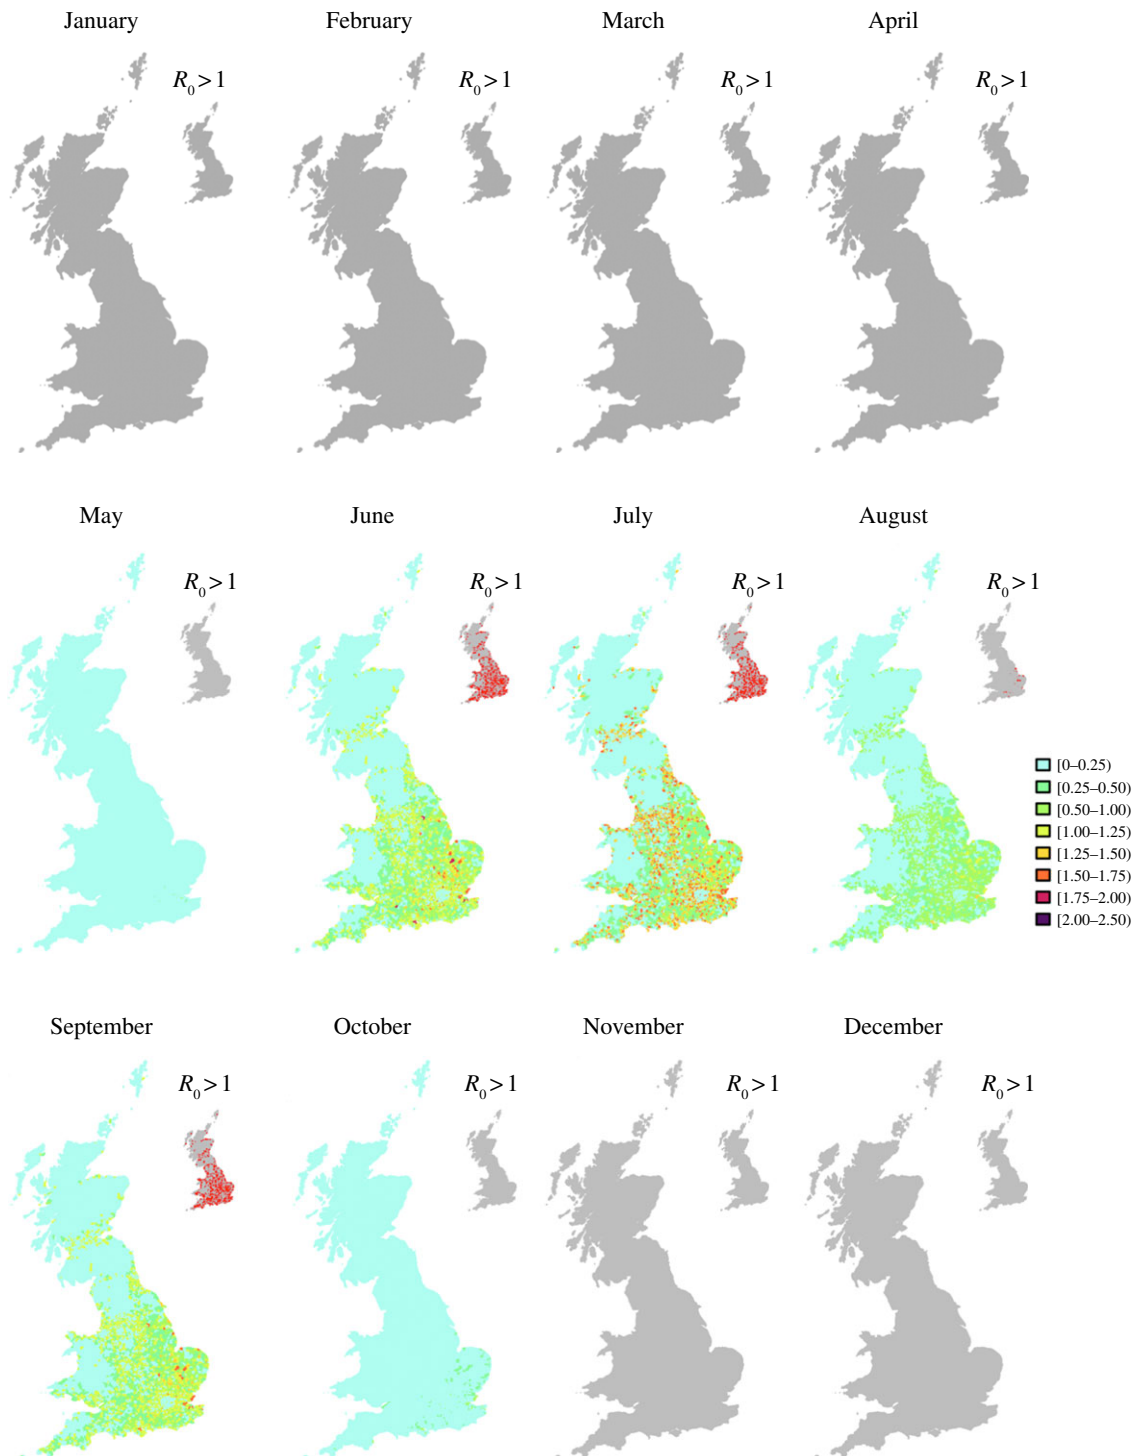 January
February
March
April
R0 > 1
R0 > 1
R0 > 1
R0 > 1
May
June
July
August
R0 > 1
R0 > 1
R0 > 1
R0 > 1
[0–0.25)
[0.25–0.50)
[0.50–1.00)
[1.00–1.25)
[1.25–1.50)
[1.50–1.75)
[1.75–2.00)
[2.00–2.50)
September
October
November
December
R0 > 1
R0 > 1
R0 > 1
R0 > 1